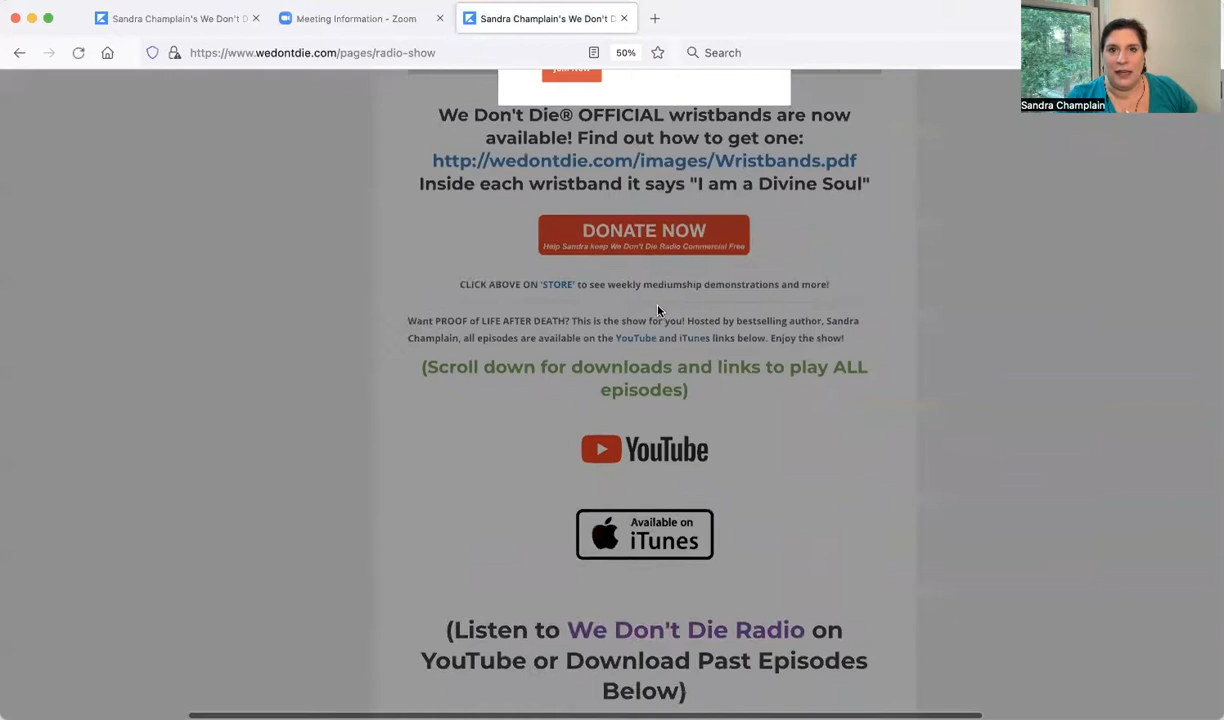 Sandra Champlain's We Don't D
Meeting Information - Zoom
Sandra Champlain's We Don't D
https://www.wedontdie.com/pages/radio-show
50%
Search
Sandra Champlain
Join Now
We Don't Die® OFFICIAL wristbands are now
available! Find out how to get one:
http://wedontdie.com/images/Wristbands.pdf
Inside each wristband it says "I am a Divine Soul"
DONATE NOW
Help Sandra keep We Don't Die Radio Commercial Free
CLICK ABOVE ON 'STORE' to see weekly mediumship demonstrations and more!
Want PROOF of LIFE AFTER DEATH? This is the show for you! Hosted by bestselling author, Sandra
Champlain, all episodes are available on the YouTube and iTunes links below. Enjoy the show!
(Scroll down for downloads and links to play ALL
episodes)
YouTube
Available on
iTunes
(Listen to We Don't Die Radio on
YouTube or Download Past Episodes
Below)